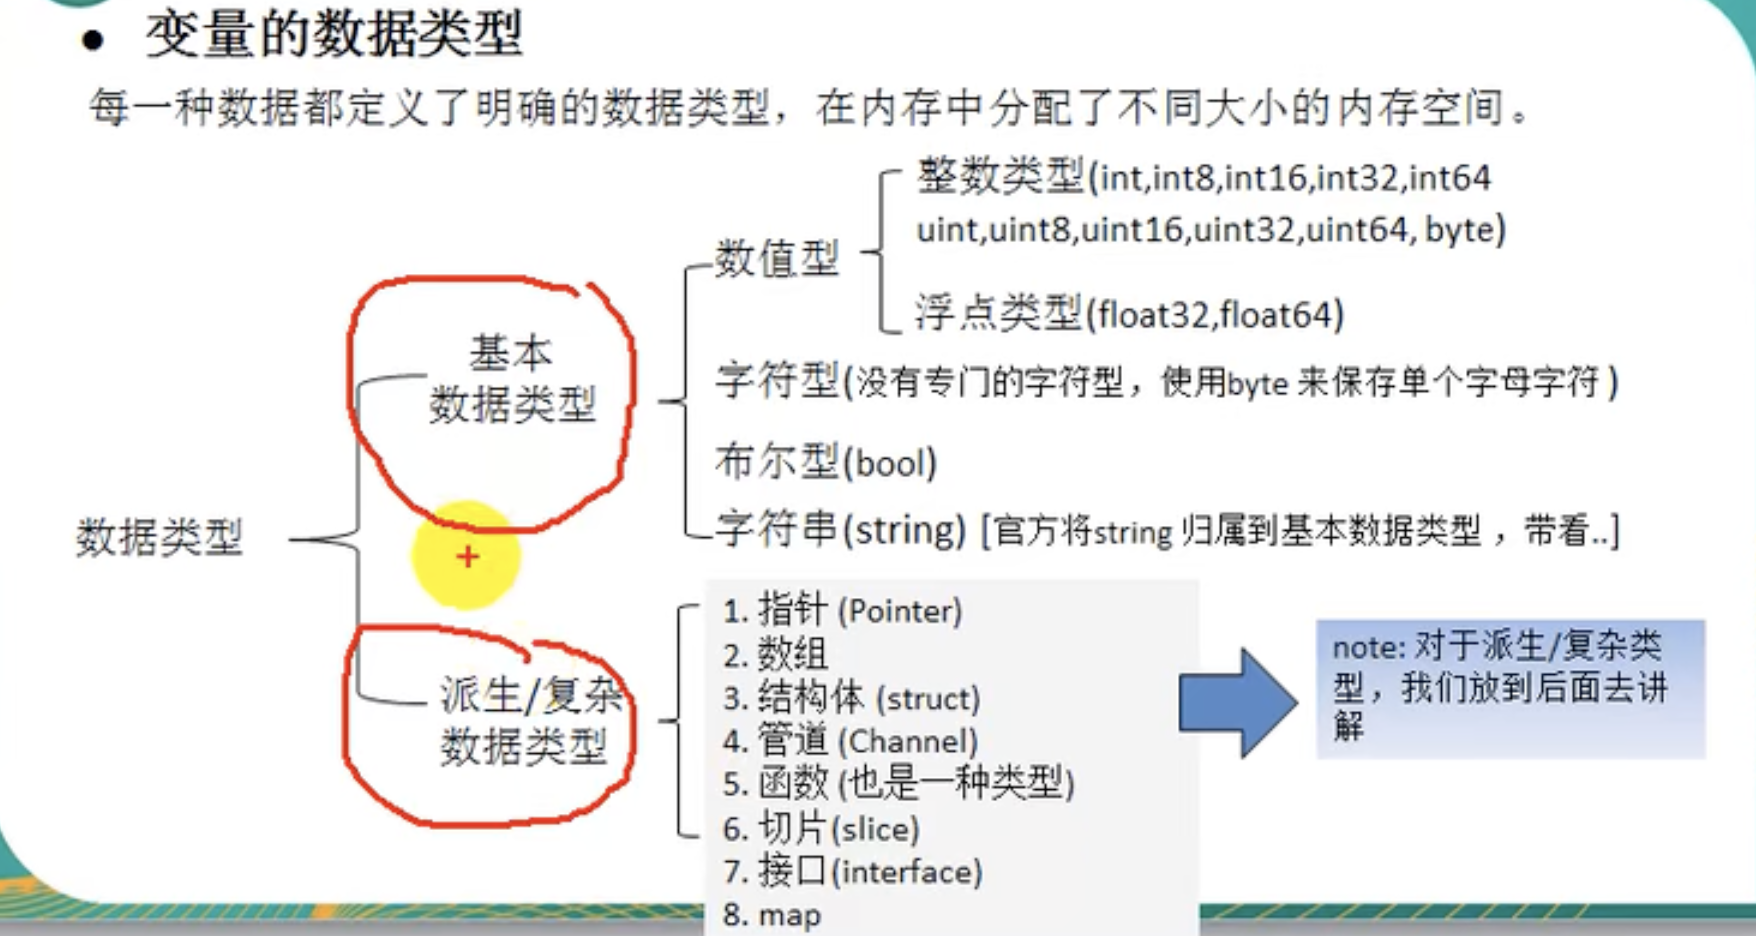 • 变量的数据类型
每一种数据都定义了明确的数据类型，在内存中分配了不同大小的内存空间。
数据类型
基本
数据类型
数值型
整数类型(int,int8,int16,int32,int64
uint,uint8,uint16,uint32,uint64, byte)
浮点类型(float32,float64)
字符型(没有专门的字符型，使用byte 来保存单个字母字符)
布尔型(bool)
字符串(string) [官方将string 归属到基本数据类型，带看..]
派生/复杂
数据类型
1. 指针 (Pointer)
2. 数组
3. 结构体 (struct)
4. 管道 (Channel)
5. 函数 (也是一种类型)
6. 切片(slice)
7. 接口(interface)
8. map
note: 对于派生/复杂类
型，我们放到后面去讲
解